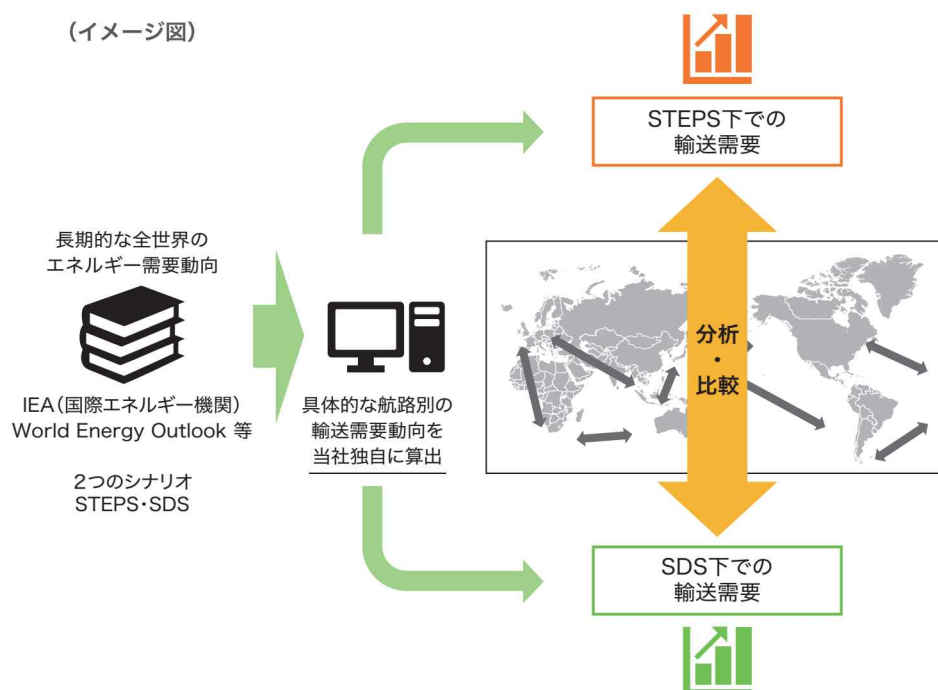 (イメージ図)
長期的な全世界の
エネルギー需要動向
IEA(国際エネルギー機関)
World Energy Outlook 等
2つのシナリオ
STEPS・SDS
具体的な航路別の
輸送需要動向を
当社独自に算出
STEPS下での
輸送需要
分析
・
比較
SDS下での
輸送需要